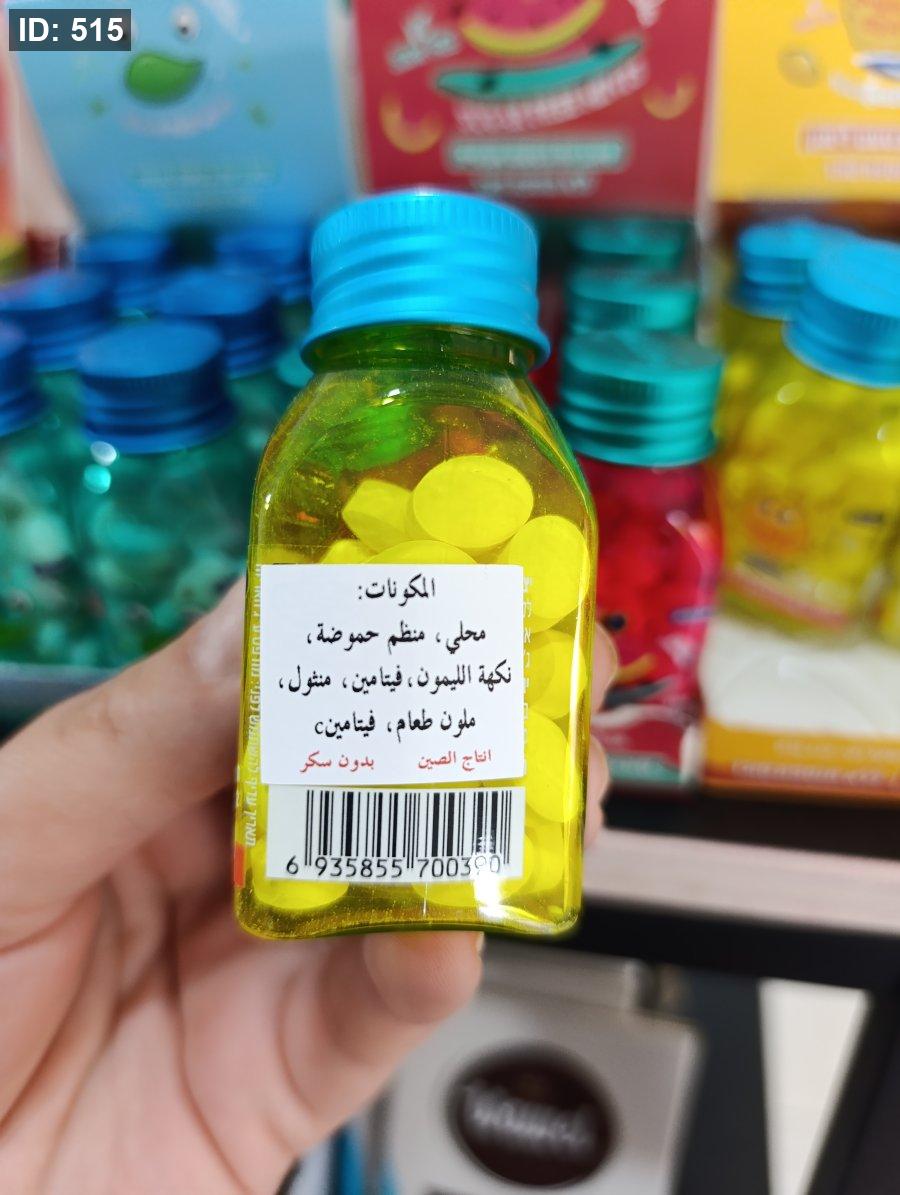 ID: 515
المكونات:
محلي، منظم حموضة،
نكهة الليمون،فيتامين، منثول،
ملون طعام، فيتامينc
انتاج الصين بدون سكر
6 935855 700390